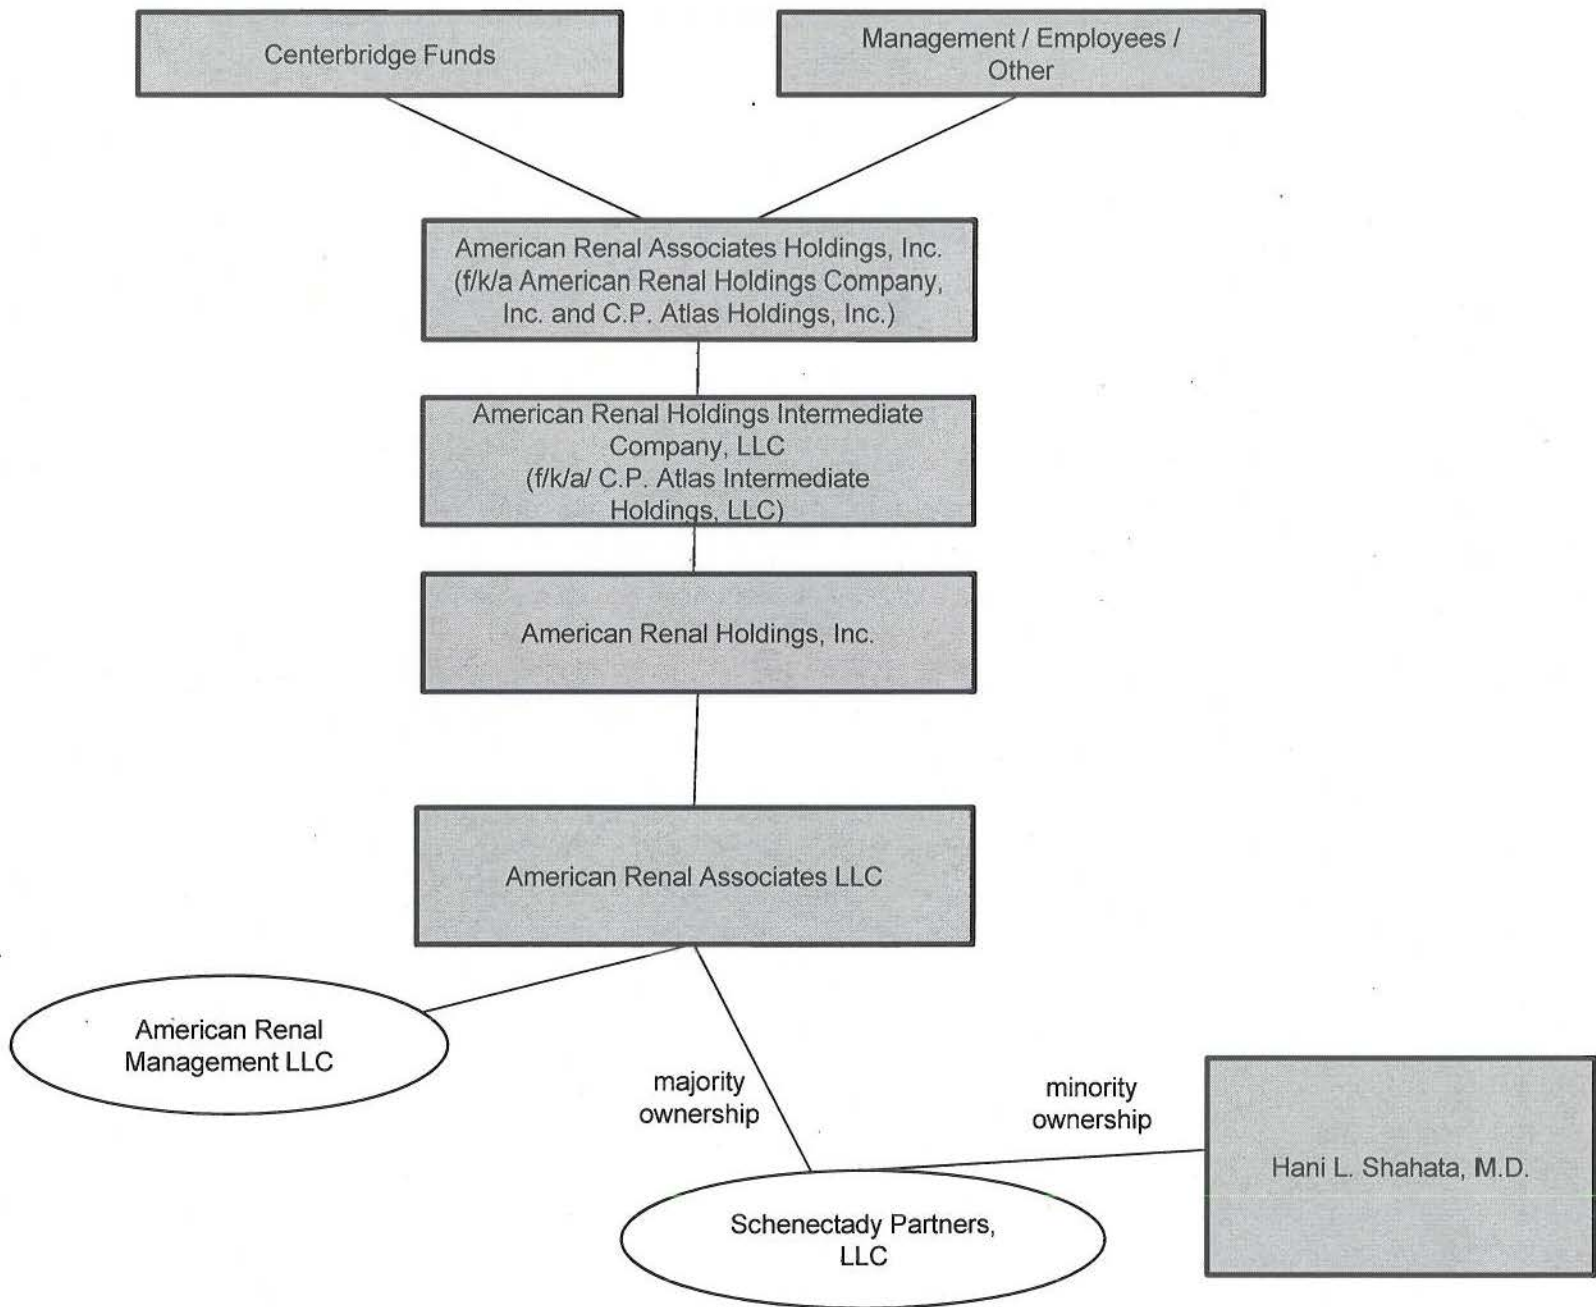 Centerbridge Funds
Management / Employees /
Other
American Renal Associates Holdings, Inc.
(f/k/a American Renal Holdings Company,
Inc. and C.P. Atlas Holdings, Inc.)
American Renal Holdings Intermediate
Company, LLC
(f/k/a/ C.P. Atlas Intermediate
Holdings, LLC)
American Renal Holdings, Inc.
American Renal Associates LLC
American Renal
Management LLC
majority
ownership
minority
ownership
Hani L. Shahata, M.D.
Schenectady Partners,
LLC